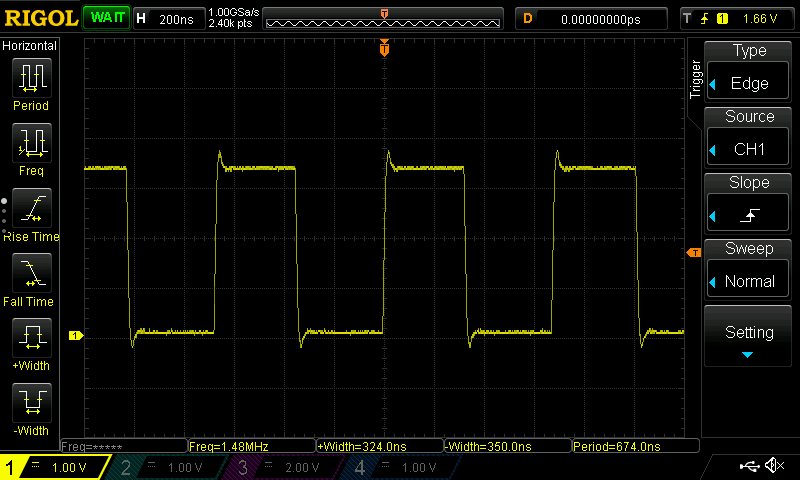 RIGOL WAIT H 200ns 1.00GSa/s 2.40k pts D 0.00000000ps T 1 1.66 V
Horizontal
Period
Freq
Rise Time
Fall Time
+Width
-Width
T
T
1
T
Trigger
Type
Edge
Source
CH1
Slope
Sweep
Normal
Setting
Freq=***** Freq=1.48MHz +Width=324.0ns -Width=350.0ns Period=674.0ns
1 1.00 V 2 1.00 V 3 2.00 V 4 1.00 V